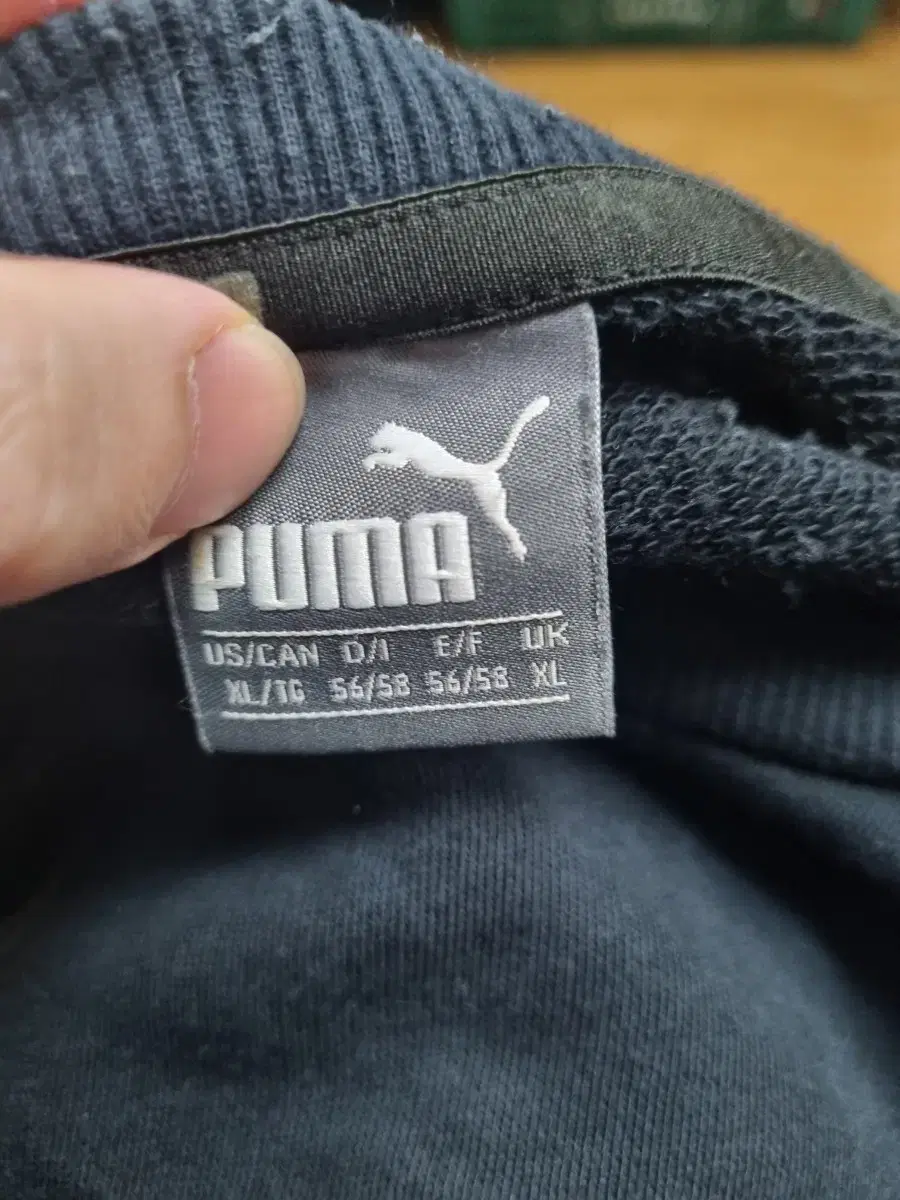 PUMA
US/CAN D/I E/F UK
XL/TG 56/58 56/58 XL